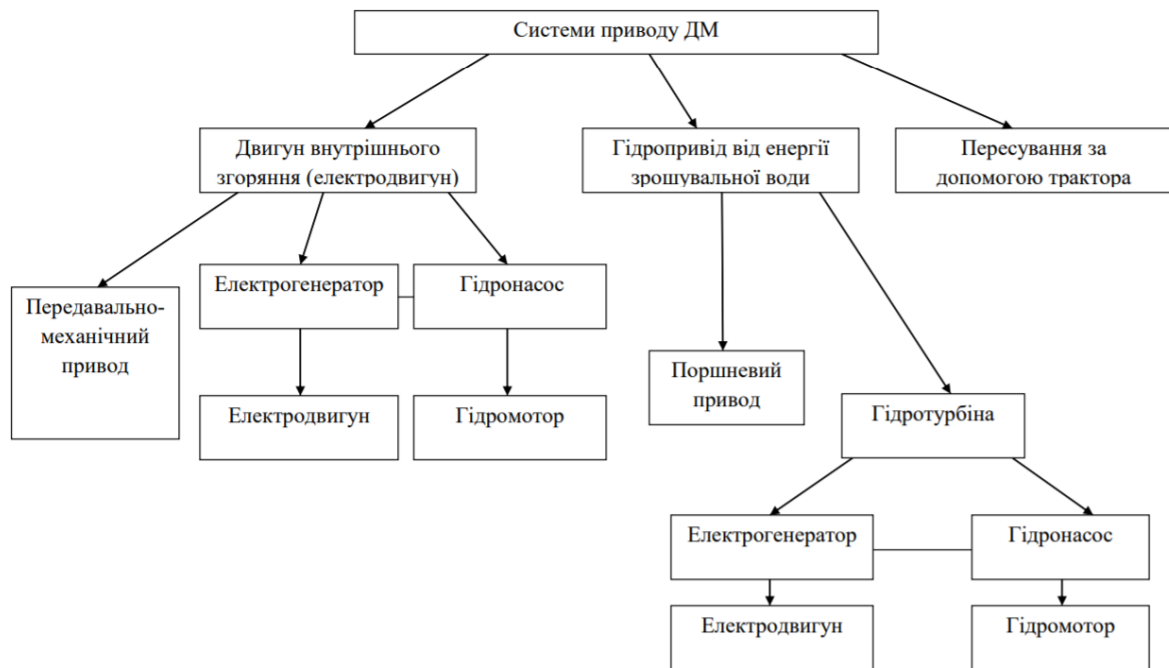 Системи приводу ДМ
Двигун внутрішнього
згоряння (електродвигун)
Гідропривід від енергії
зрошувальної води
Пересування за
допомогою трактора
Передавально-
механічний
привод
Електрогенератор
Гідронасос
Електродвигун
Гідромотор
Поршневий
привод
Гідротурбіна
Електрогенератор
Гідронасос
Електродвигун
Гідромотор